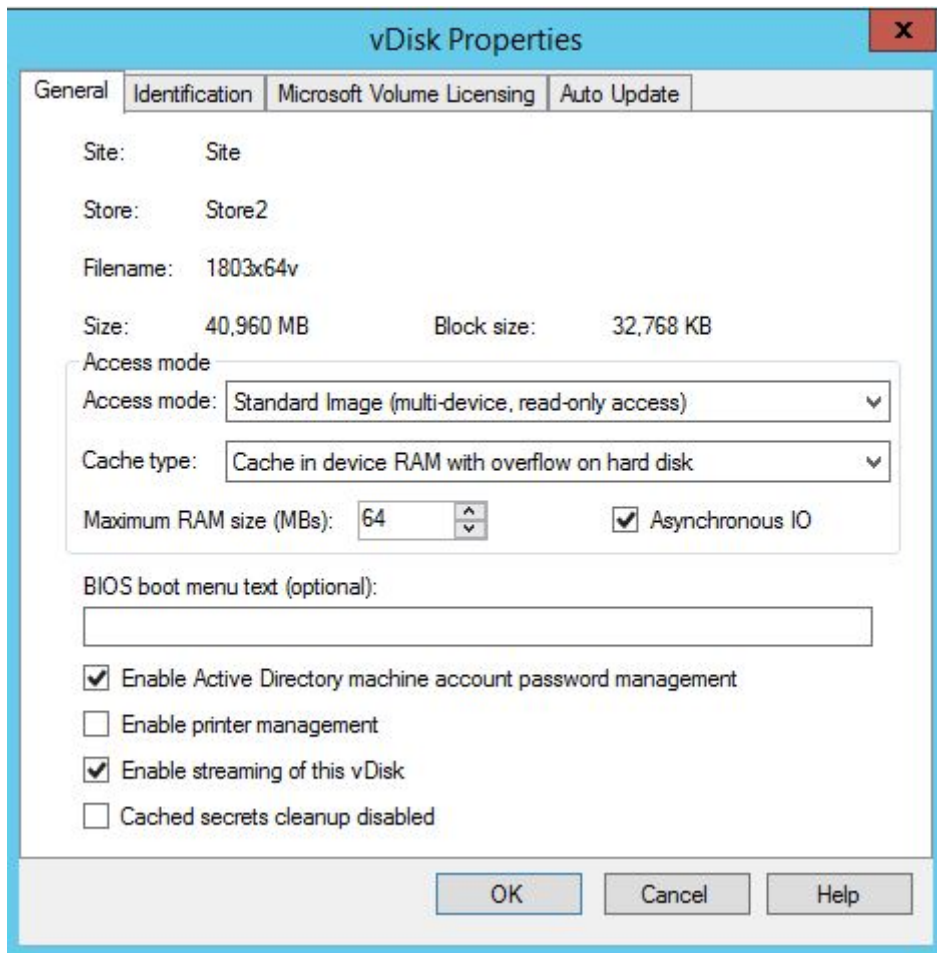 vDisk Properties
x
General Identification Microsoft Volume Licensing Auto Update
Site: Site
Store: Store2
Filename: 1803x64v
Size: 40,960 MB Block size: 32,768 KB
Access mode
Access mode: Standard Image (multi-device, read-only access)
Cache type: Cache in device RAM with overflow on hard disk
Maximum RAM size (MBs): 64 Asynchronous IO
BIOS boot menu text (optional):
Enable Active Directory machine account password management
Enable printer management
Enable streaming of this vDisk
Cached secrets cleanup disabled
OK Cancel Help